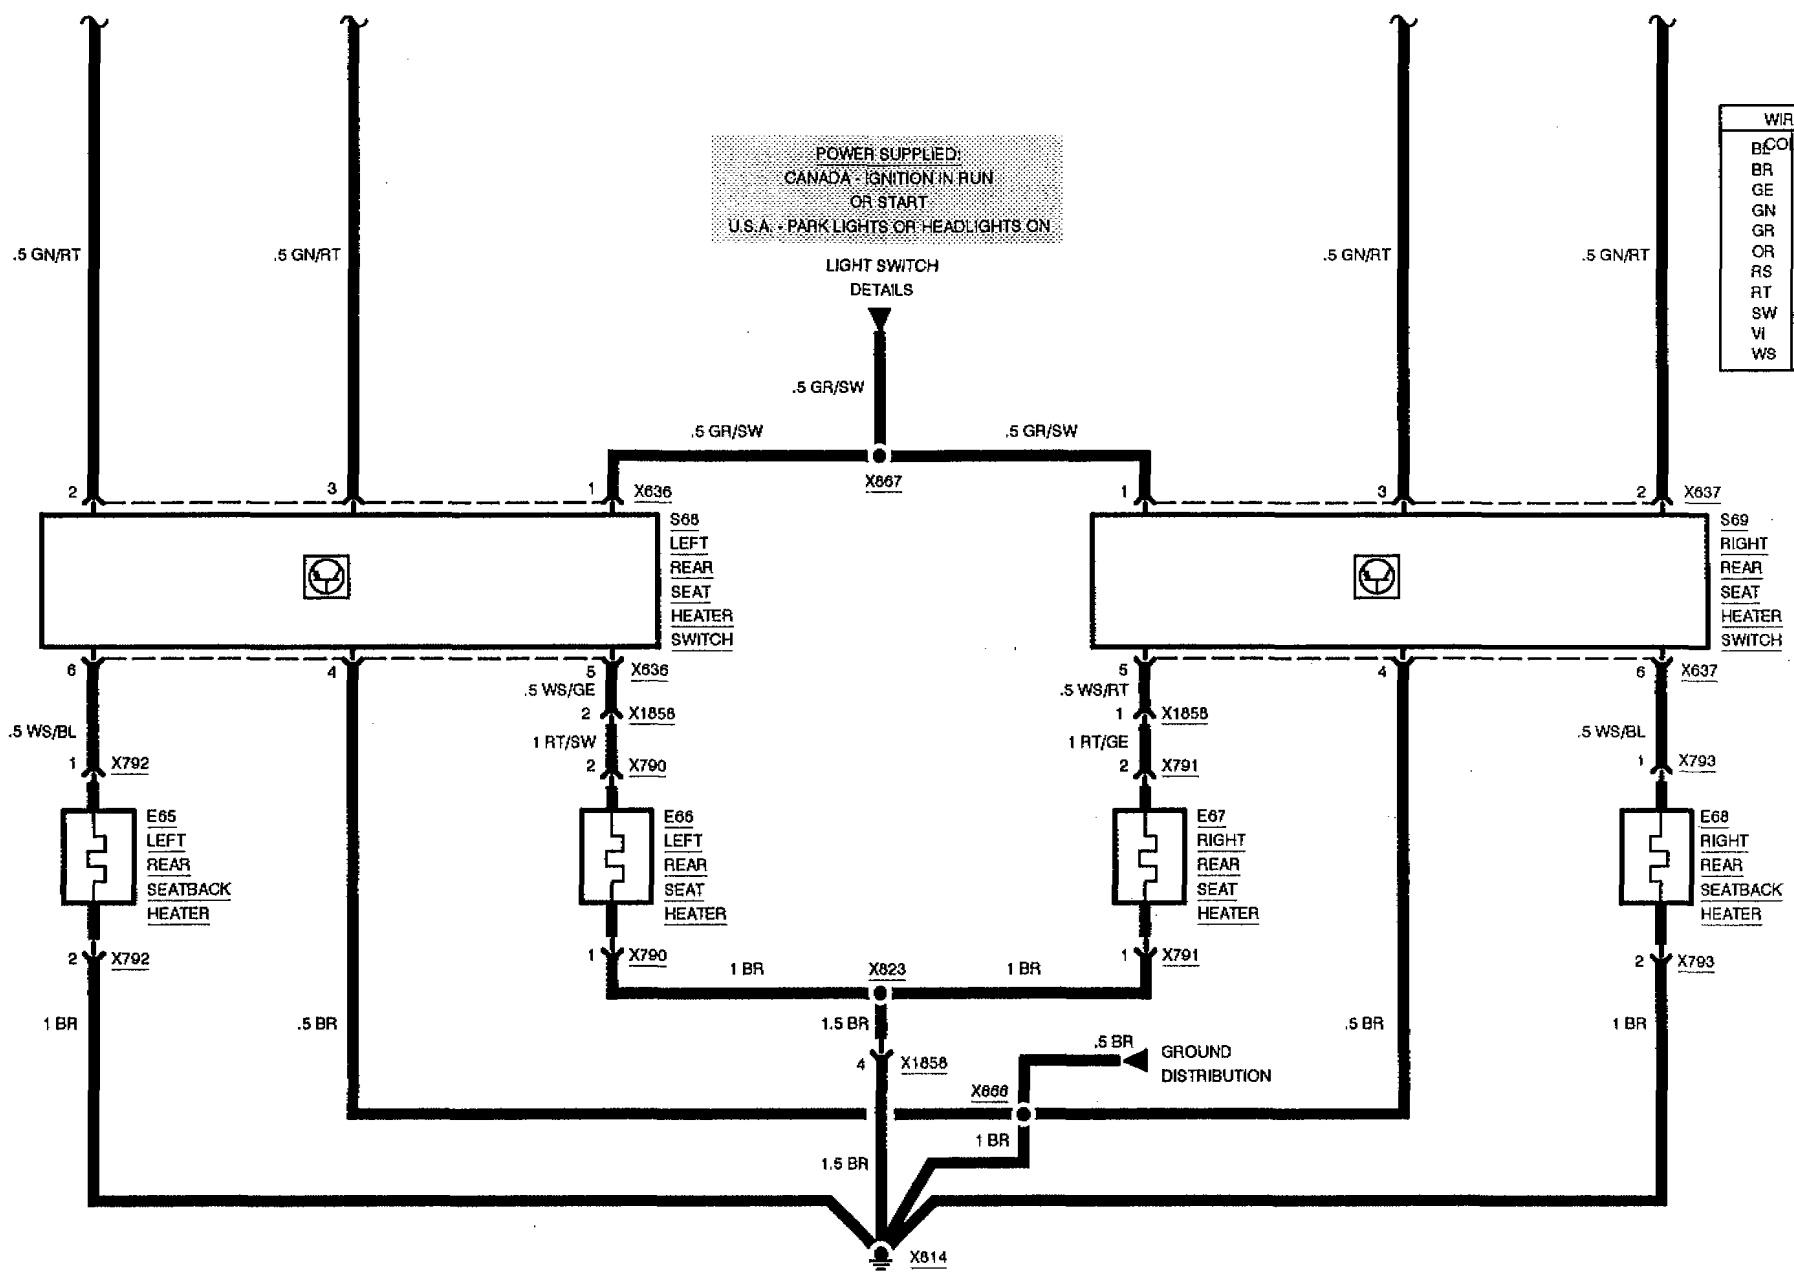 POWER SUPPLIED:
CANADA - IGNITION IN RUN
OR START
U.S.A. - PARK LIGHTS OR HEADLIGHTS ON
LIGHT SWITCH
DETAILS
WIR
COL
BL
BR
GE
GN
GR
OR
RS
RT
SW
VI
WS
.5 GN/RT
.5 GN/RT
.5 GN/RT
.5 GN/RT
.5 GR/SW
.5 GR/SW
.5 GR/SW
X667
2
3
1
X636
1
3
2
X637
S68
LEFT
REAR
SEAT
HEATER
SWITCH
S69
RIGHT
REAR
SEAT
HEATER
SWITCH
6
4
5
X636
5
4
6
X637
.5 WS/GE
.5 WS/RT
2
X1858
1
X1858
.5 WS/BL
1 RT/SW
1 RT/GE
.5 WS/BL
1
X792
2
X790
2
X791
1
X793
E65
LEFT
REAR
SEATBACK
HEATER
E66
LEFT
REAR
SEAT
HEATER
E67
RIGHT
REAR
SEAT
HEATER
E68
RIGHT
REAR
SEATBACK
HEATER
2
X792
1
X790
1
X791
2
X793
1 BR
X823
1 BR
1 BR
.5 BR
1.5 BR
.5 BR
1 BR
4
X1858
.5 BR
GROUND
DISTRIBUTION
X666
1 BR
1.5 BR
X814